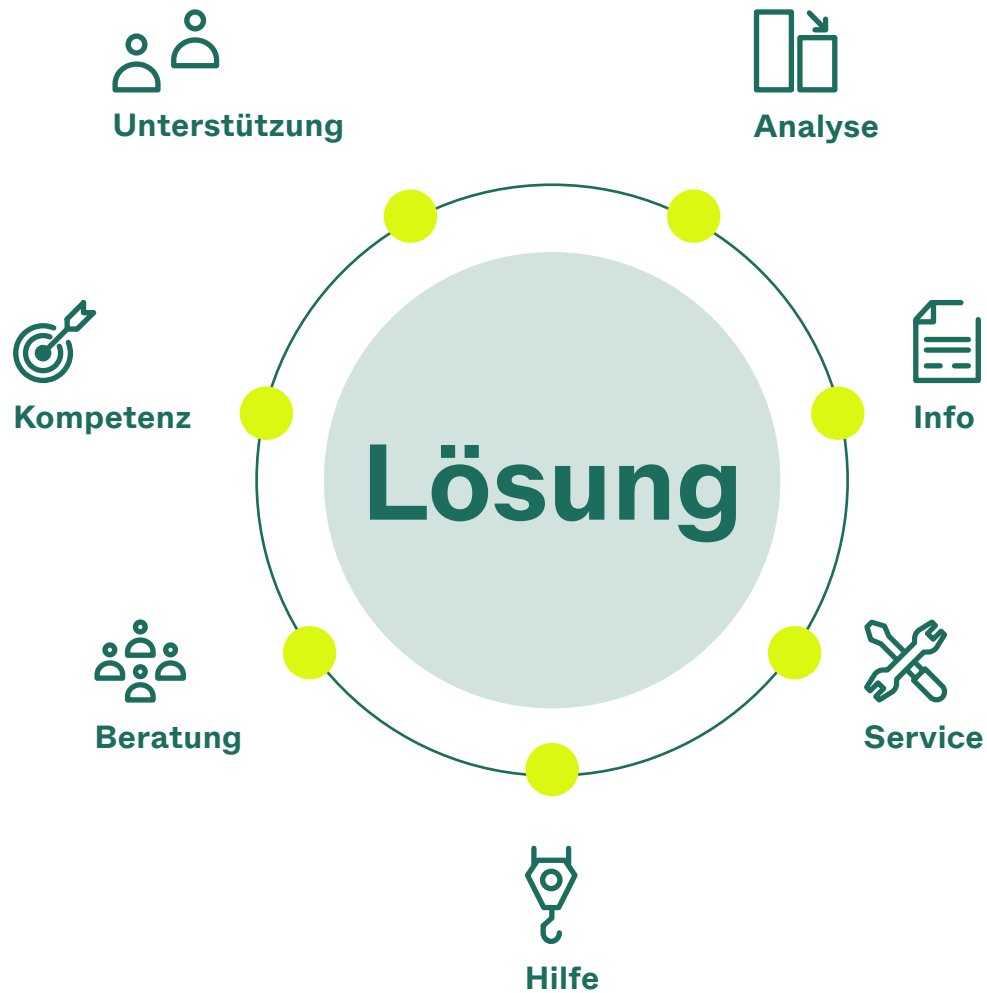 Unterstützung
Analyse
Kompetenz
Info
Lösung
Beratung
Service
Hilfe